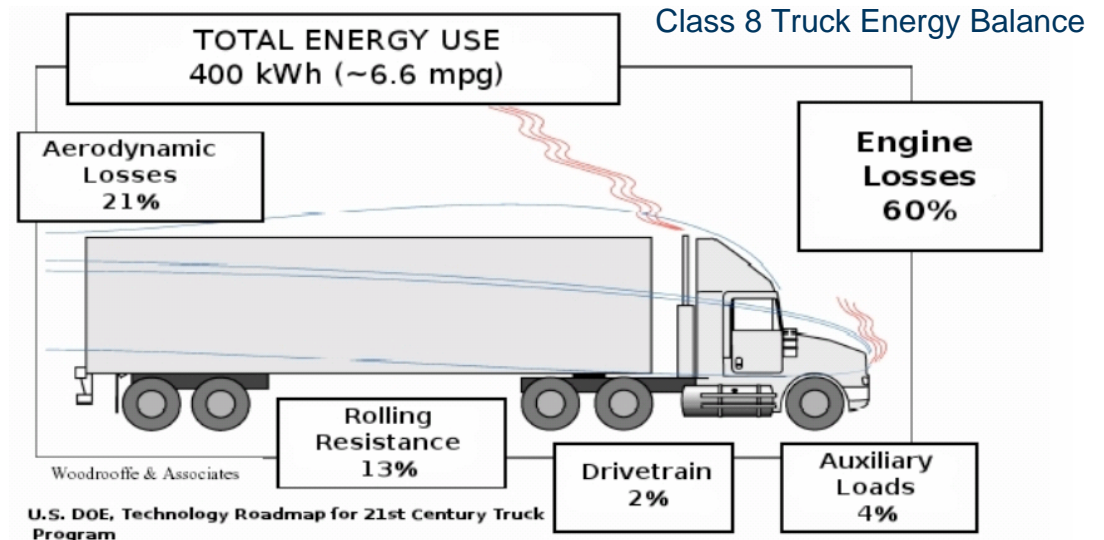 Class 8 Truck Energy Balance
TOTAL ENERGY USE
400 kWh (~6.6 mpg)
Aerodynamic
Losses
21%
Engine
Losses
60%
Rolling
Resistance
13%
Drivetrain
2%
Auxiliary
Loads
4%
Woodrooffe & Associates
U.S. DOE, Technology Roadmap for 21st Century Truck
Program